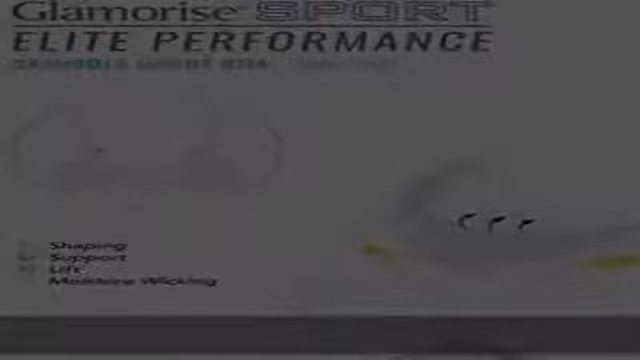 Glamorise SPORT
ELITE PERFORMANCE
Shaping
Support
Lift
Moisture Wicking